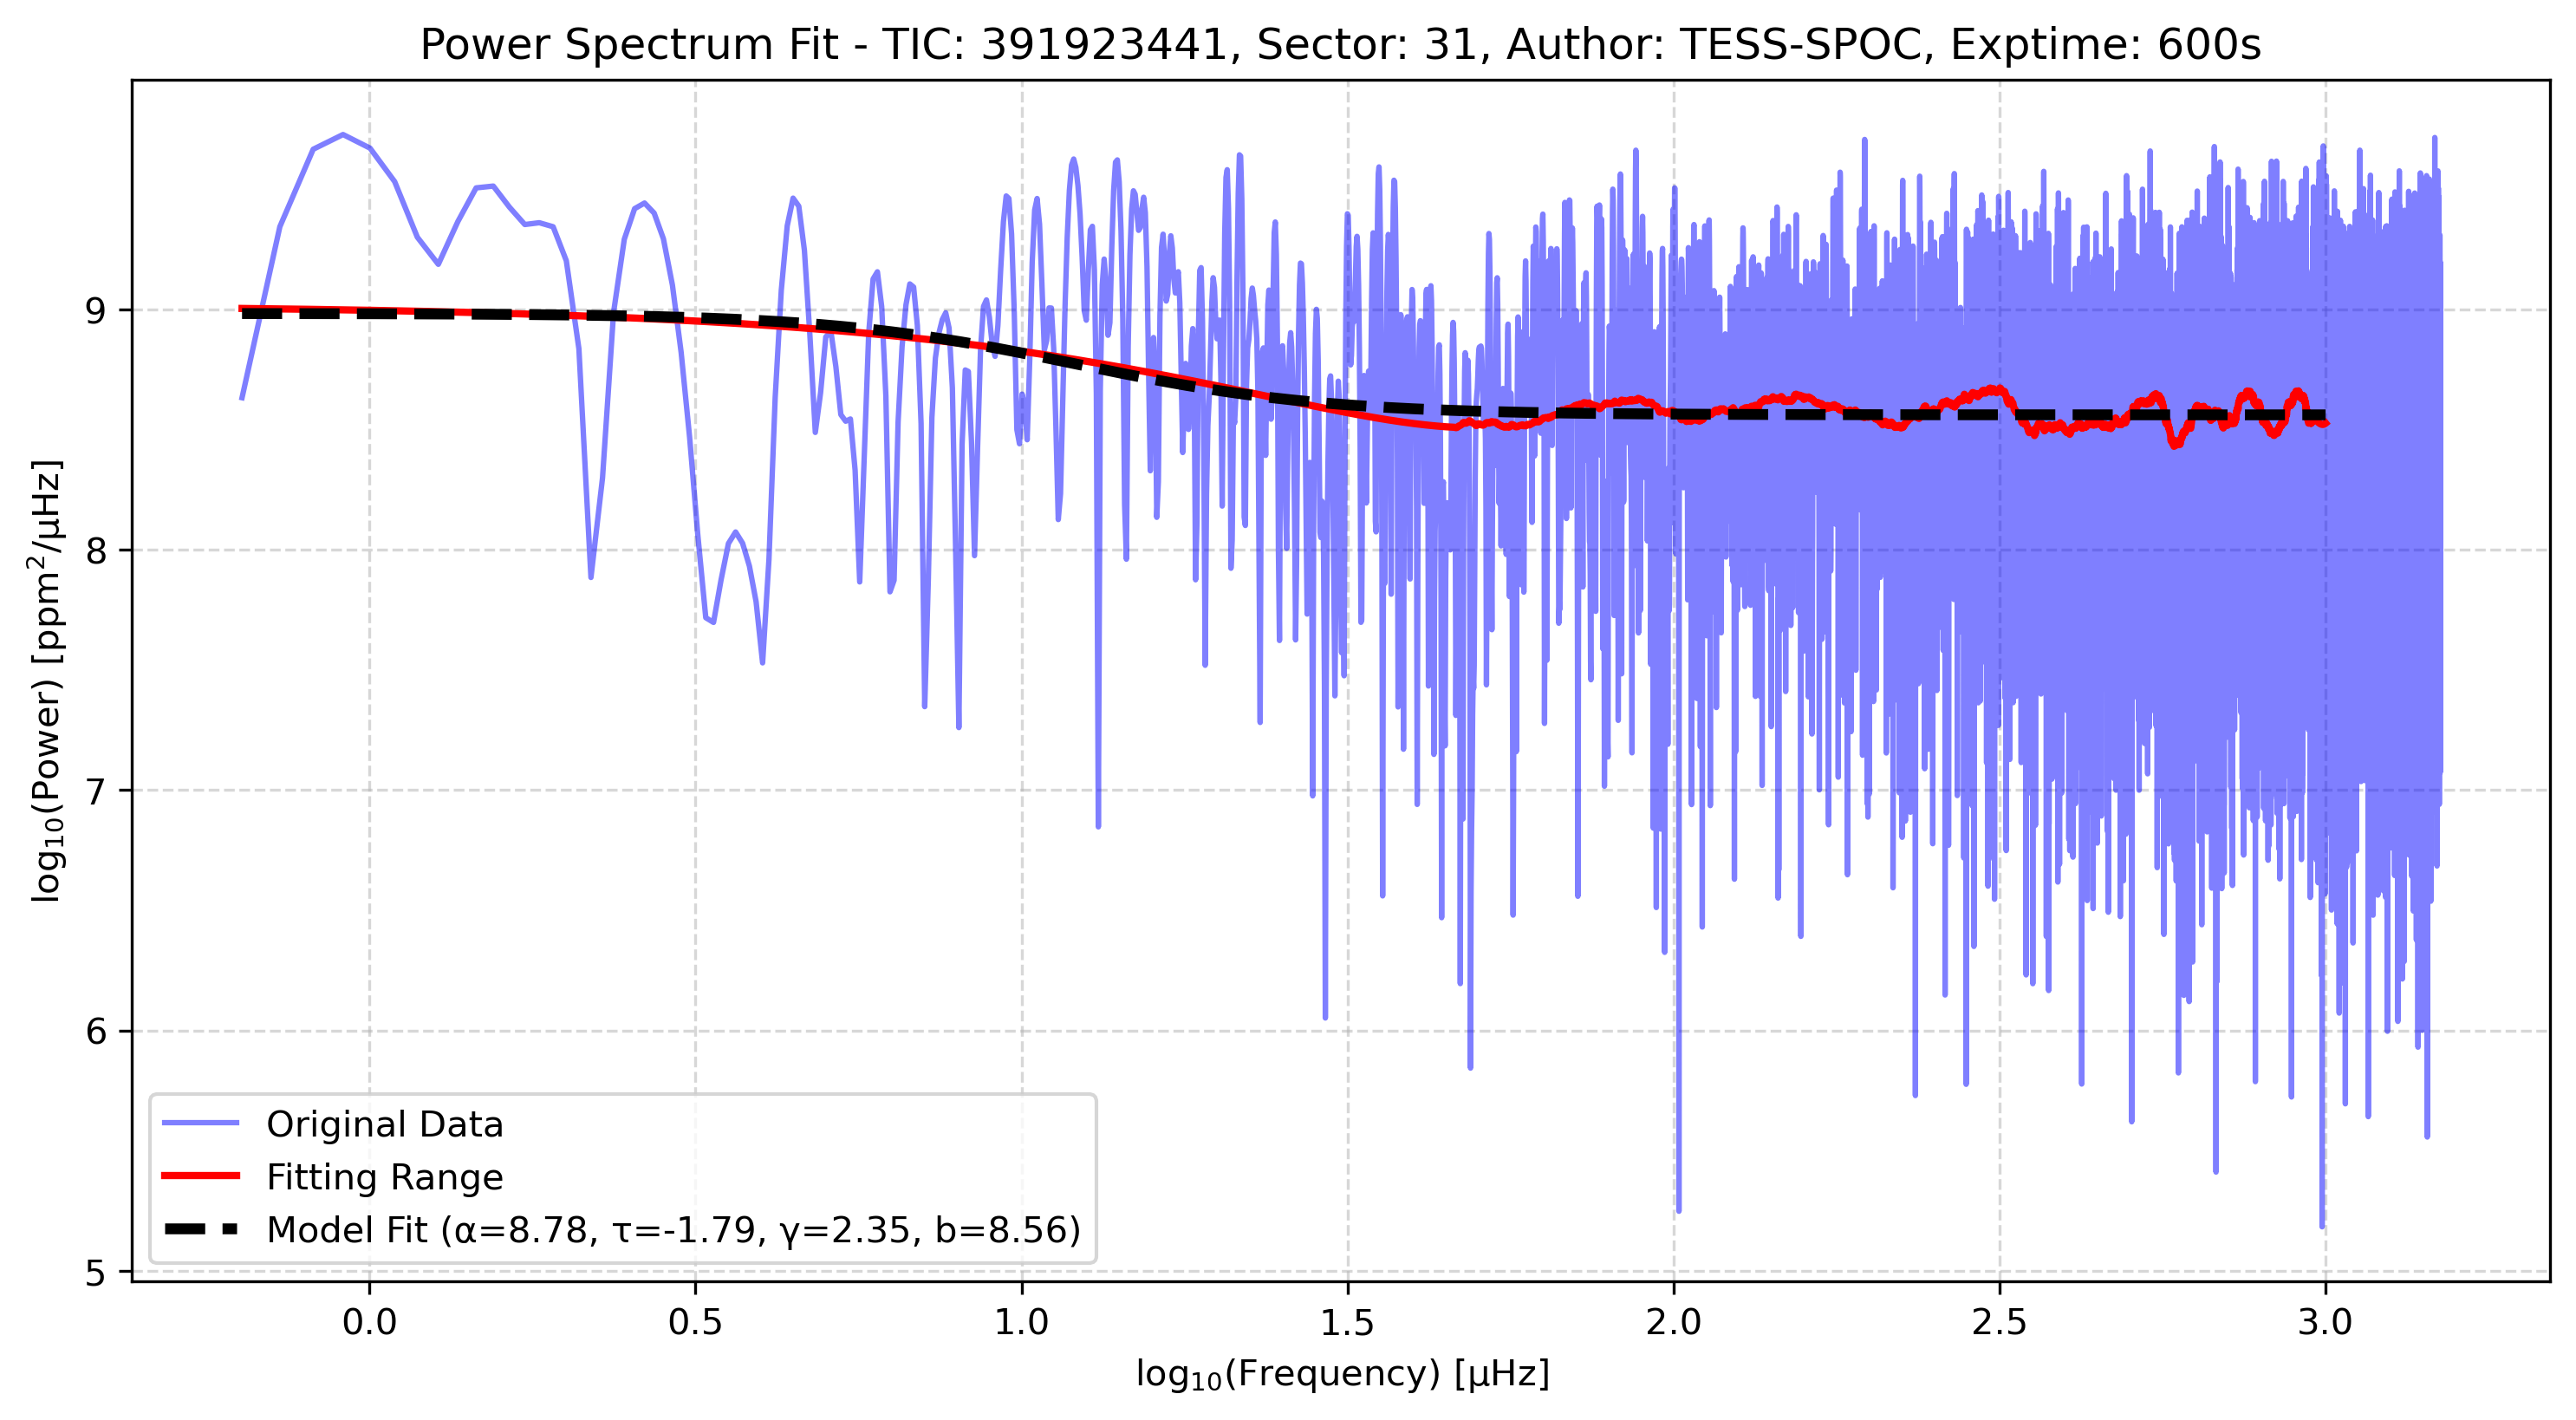 Power Spectrum Fit - TIC: 391923441, Sector: 31, Author: TESS-SPOC, Exptime: 600s
log₁₀(Power) [ppm²/μHz]
9
8
7
6
5
Original Data
Fitting Range
Model Fit (α=8.78, τ=-1.79, γ=2.35, b=8.56)
0.0 0.5 1.0 1.5 2.0 2.5 3.0
log₁₀(Frequency) [μHz]